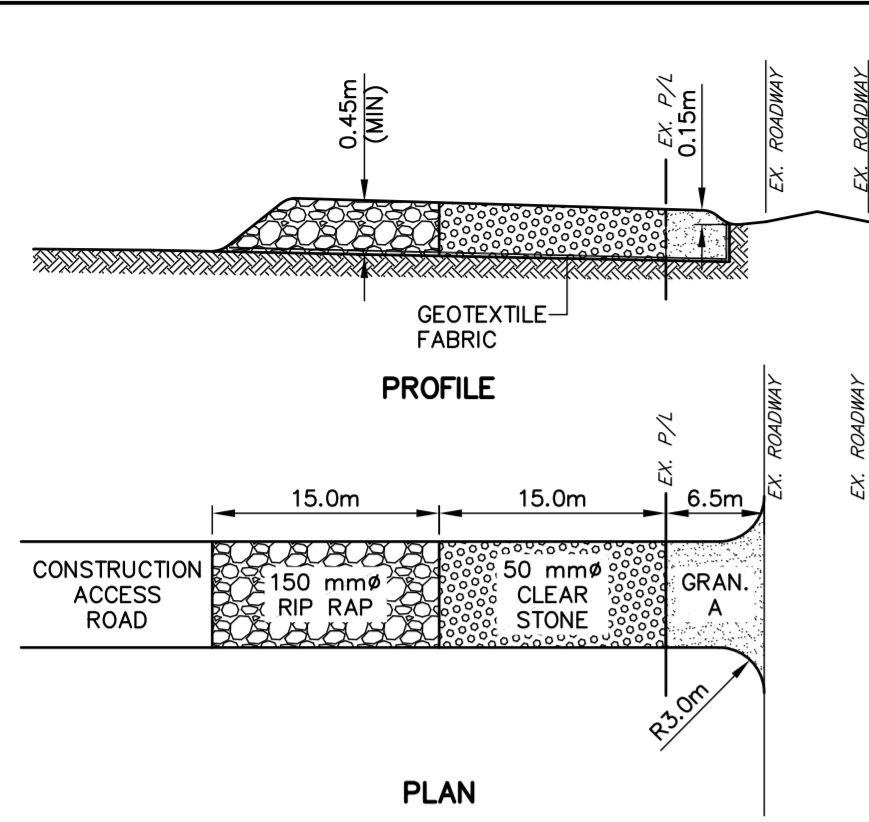 0.45m
(MIN)
EX. P/L
0.15m
EX. ROADWAY
EX. ROADWAY
GEOTEXTILE
FABRIC
PROFILE
EX. P/L
EX. ROADWAY
EX. ROADWAY
15.0m
15.0m
6.5m
CONSTRUCTION
ACCESS
ROAD
150 mmø
RIP RAP
50 mmø
CLEAR
STONE
GRAN.
A
R3.0m
PLAN